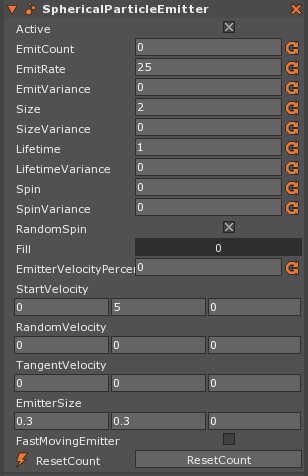 SphericalParticleEmitter
Active
EmitCount 0
EmitRate 25
EmitVariance 0
Size 2
SizeVariance 0
Lifetime 1
LifetimeVariance 0
Spin 0
SpinVariance 0
RandomSpin
Fill 0
EmitterVelocityPercen 0
StartVelocity
0 5 0
RandomVelocity
0 0 0
TangentVelocity
0 0 0
EmitterSize
0.3 0.3 0
FastMovingEmitter
ResetCount ResetCount